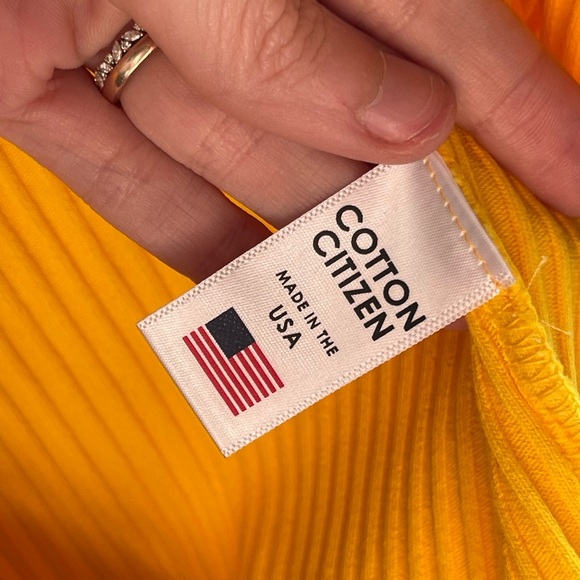 COTTON
CITIZEN
MADE IN THE
USA